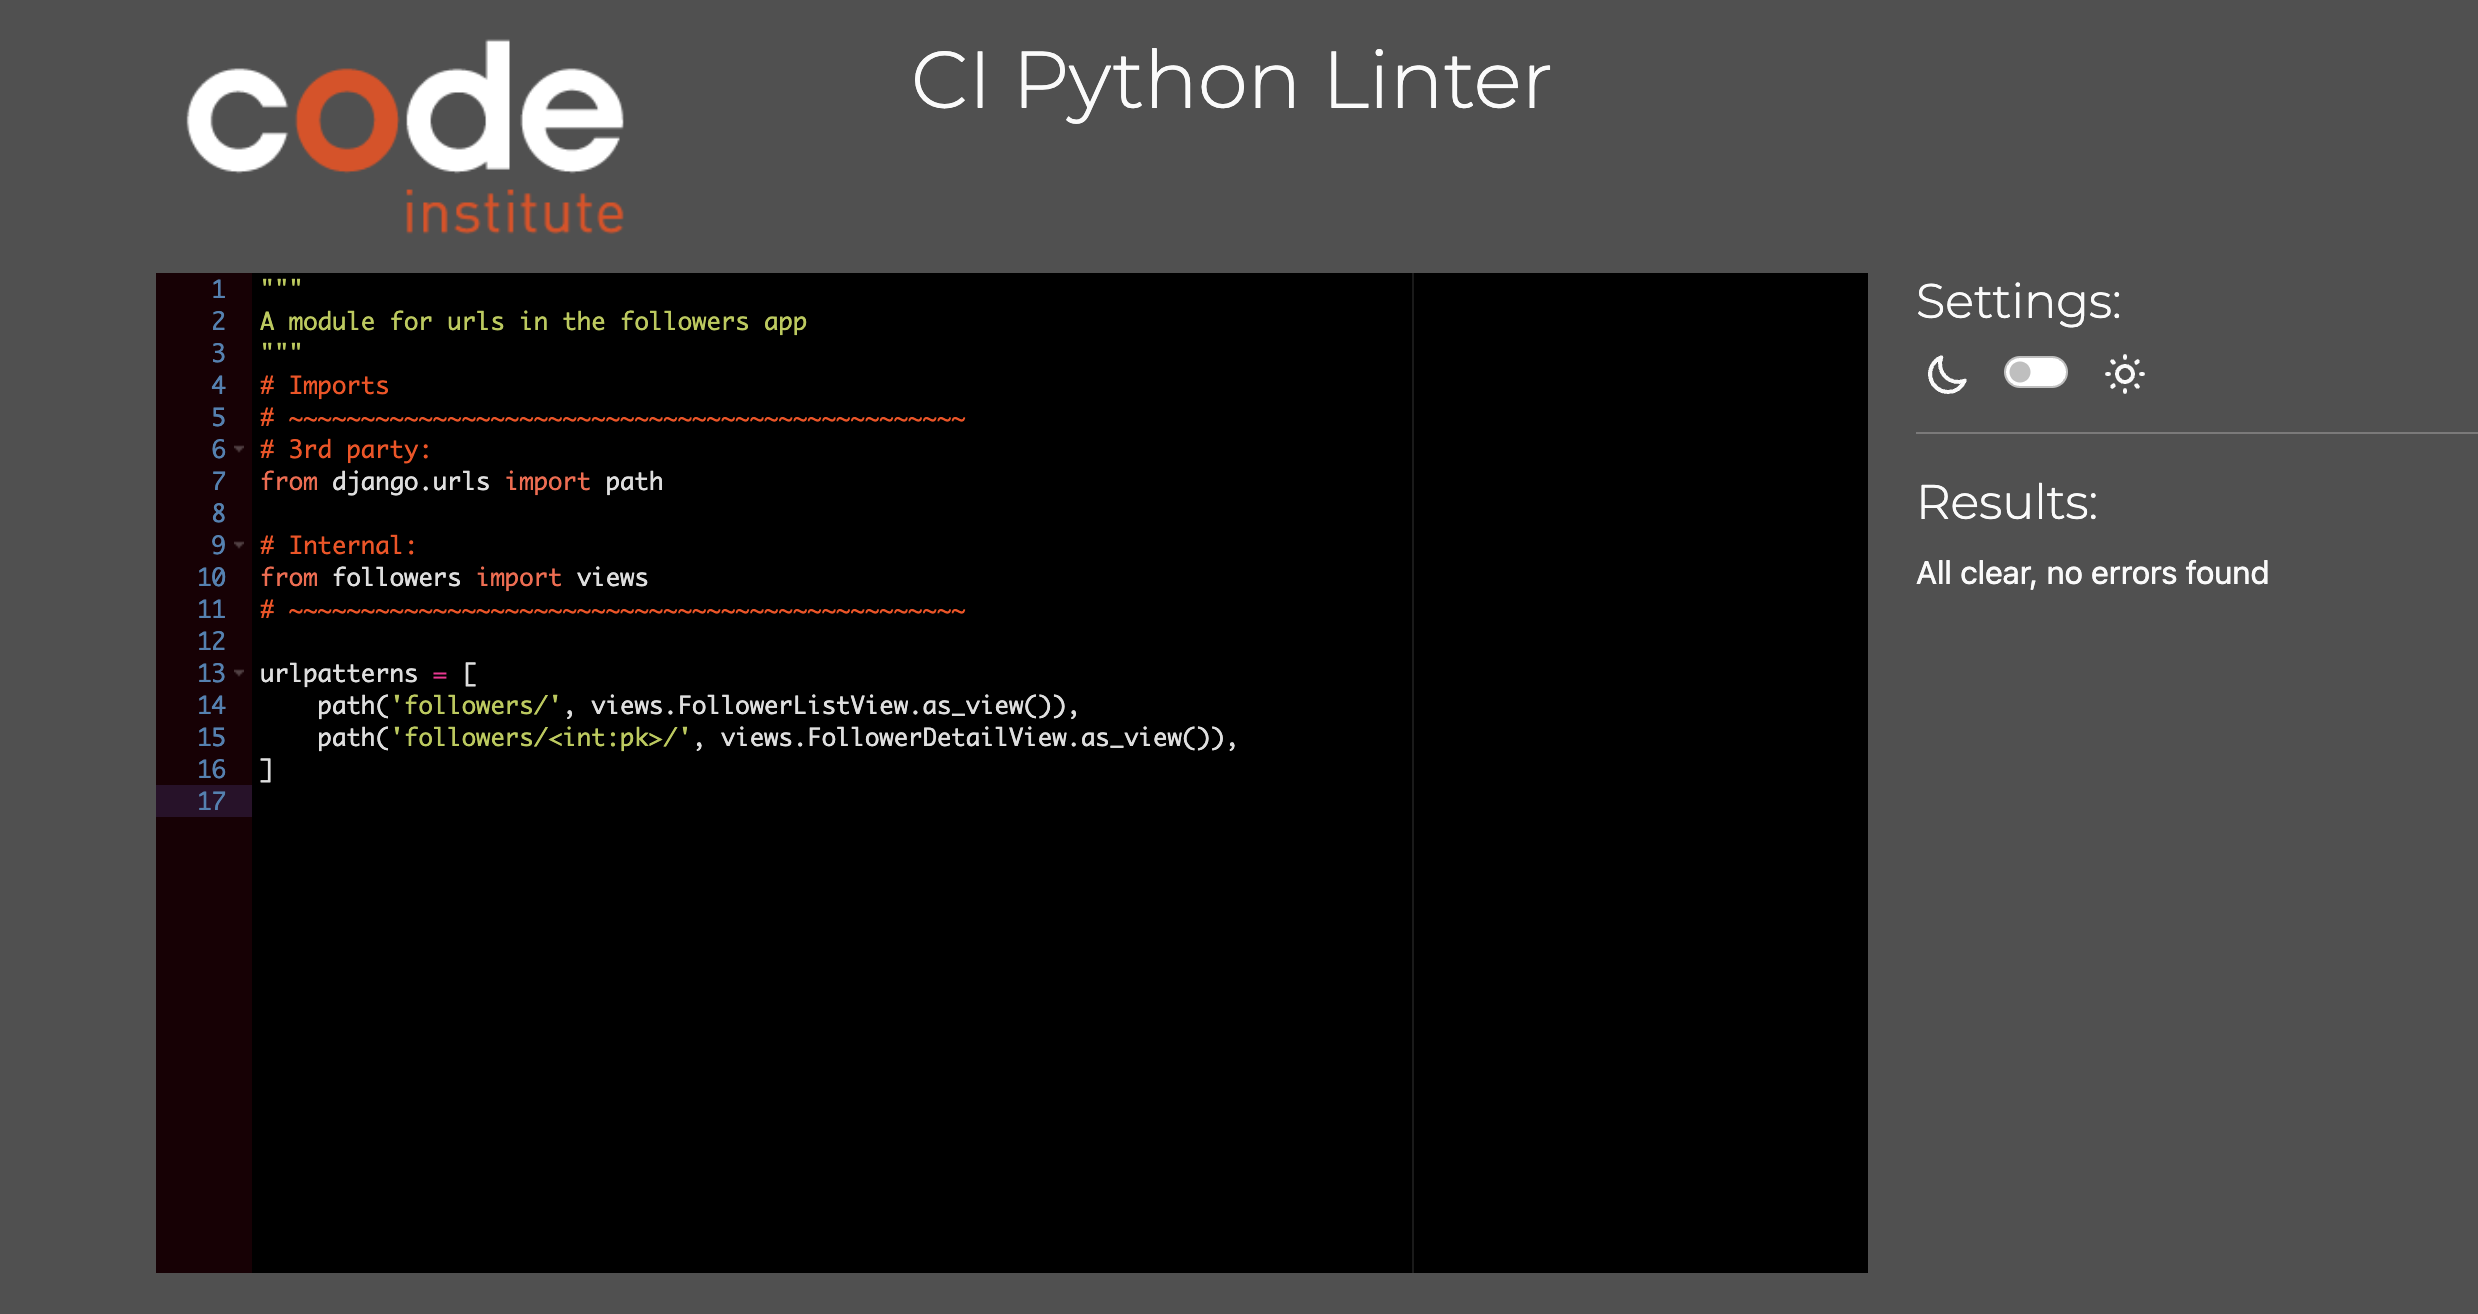 code
institute
CI Python Linter
1 """
2 A module for urls in the followers app
3 """
4 # Imports
5 # ~~~~~~~~~~~~~~~~~~~~~~~~~~~~~~~~~~~~~~~~~~~~~~~
6 # 3rd party:
7 from django.urls import path
8
9 # Internal:
10 from followers import views
11 # ~~~~~~~~~~~~~~~~~~~~~~~~~~~~~~~~~~~~~~~~~~~~~~~
12
13 urlpatterns = [
14     path('followers/', views.FollowerListView.as_view()),
15     path('followers/<int:pk>/', views.FollowerDetailView.as_view()),
16 ]
17
Settings:
Results:
All clear, no errors found